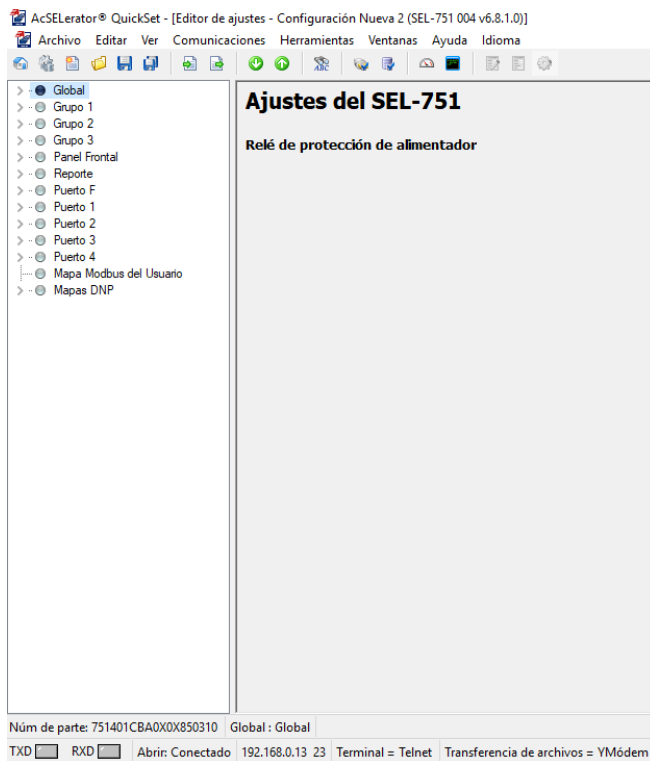 AcSELerator® QuickSet - [Editor de ajustes - Configuración Nueva 2 (SEL-751 004 v6.8.1.0)]
Archivo Editar Ver Comunicaciones Herramientas Ventanas Ayuda Idioma
Global
Grupo 1
Grupo 2
Grupo 3
Panel Frontal
Reporte
Puerto F
Puerto 1
Puerto 2
Puerto 3
Puerto 4
Mapa Modbus del Usuario
Mapas DNP
Ajustes del SEL-751
Relé de protección de alimentador
Núm de parte: 751401CBA0X0X850310 Global : Global
TXD RXD Abrir: Conectado 192.168.0.13 23 Terminal = Telnet Transferencia de archivos = YMódem